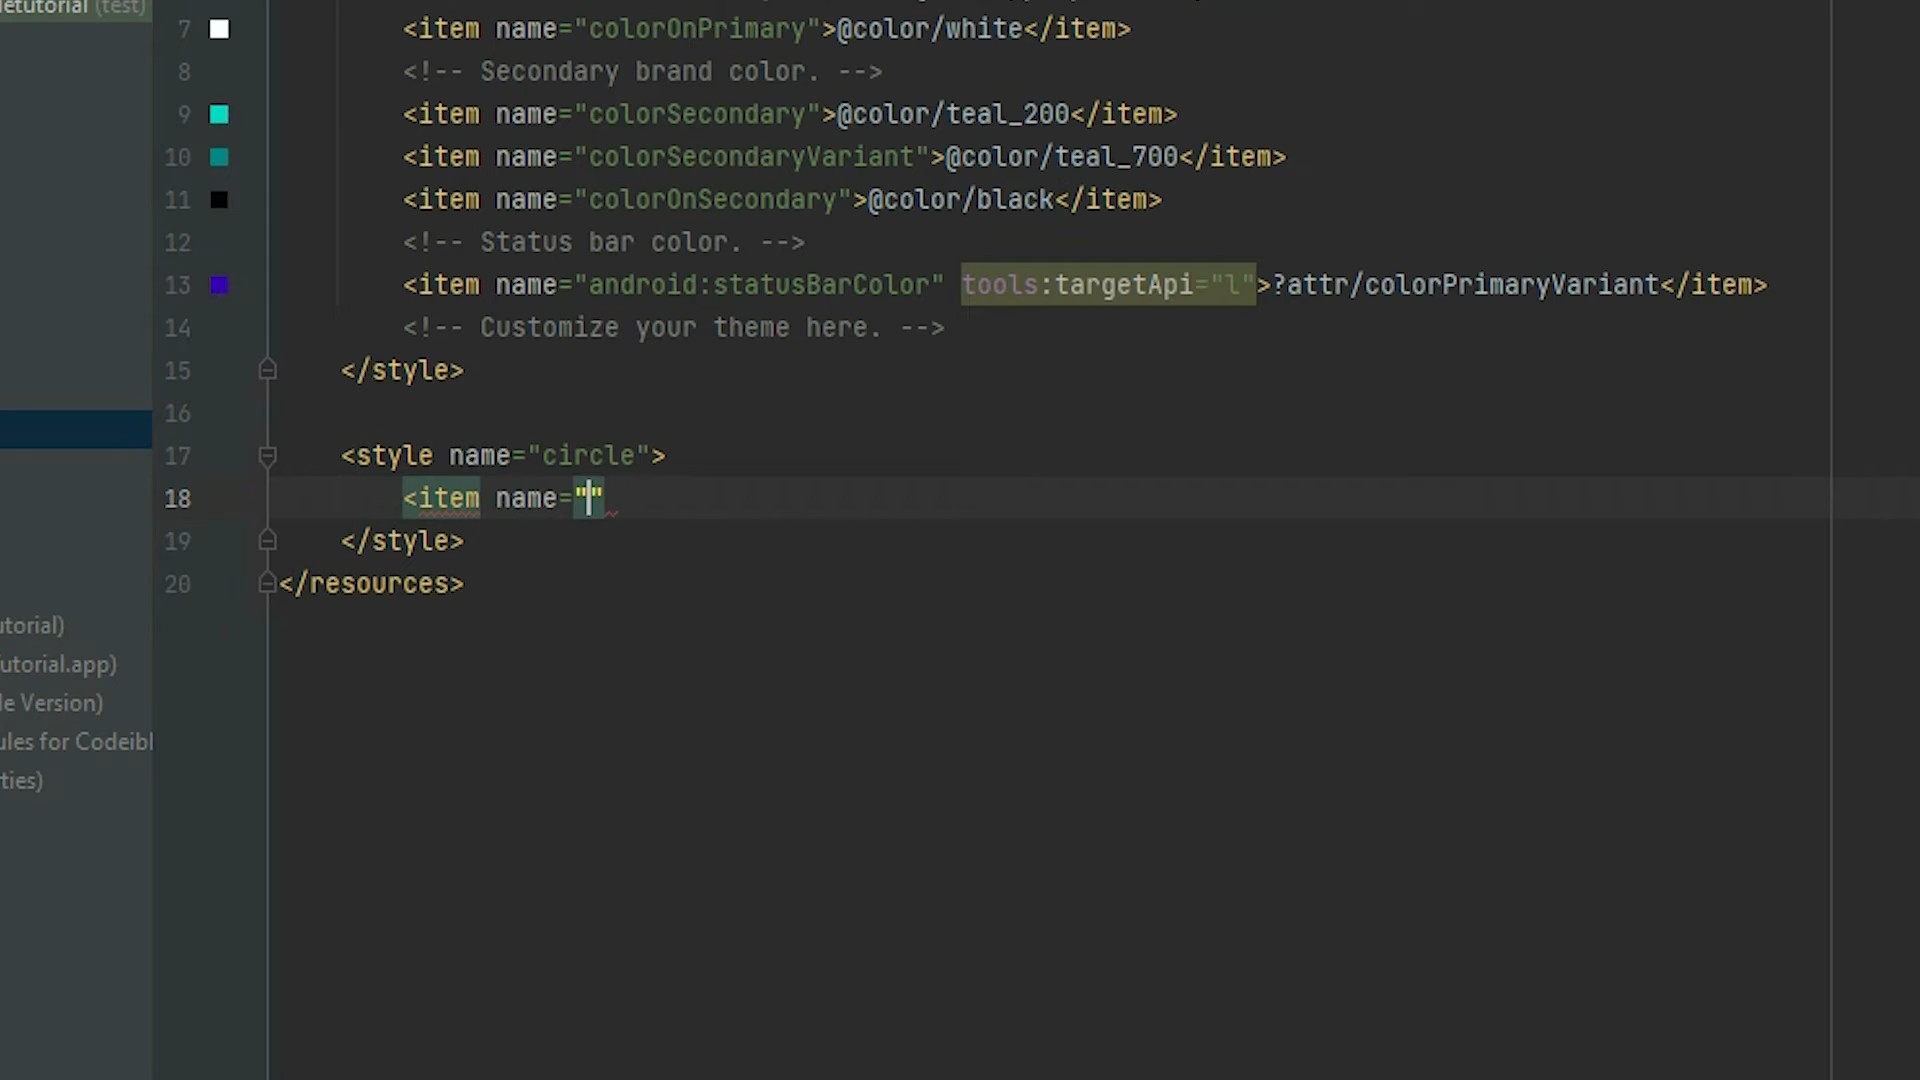 etutorial (test)
7 <item name="colorOnPrimary">@color/white</item>
8 <!-- Secondary brand color. -->
9 <item name="colorSecondary">@color/teal_200</item>
10 <item name="colorSecondaryVariant">@color/teal_700</item>
11 <item name="colorOnSecondary">@color/black</item>
12 <!-- Status bar color. -->
13 <item name="android:statusBarColor" tools:targetApi="l">?attr/colorPrimaryVariant</item>
14 <!-- Customize your theme here. -->
15 </style>
16
17 <style name="circle">
18 <item name=""
19 </style>
20 </resources>
utorial)
utorial.app)
le Version)
ules for Codeibl
ties)